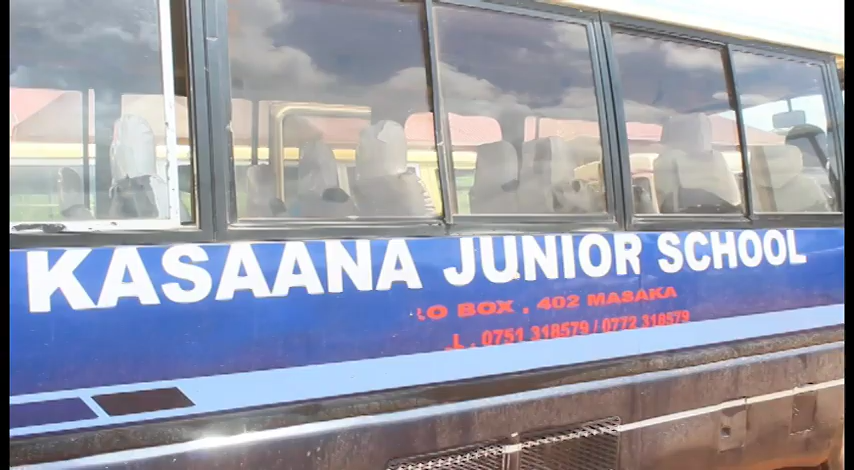 KASAANA JUNIOR SCHOOL
.O BOX . 402 MASAKA
L . 0751 318579 / 0772 318579